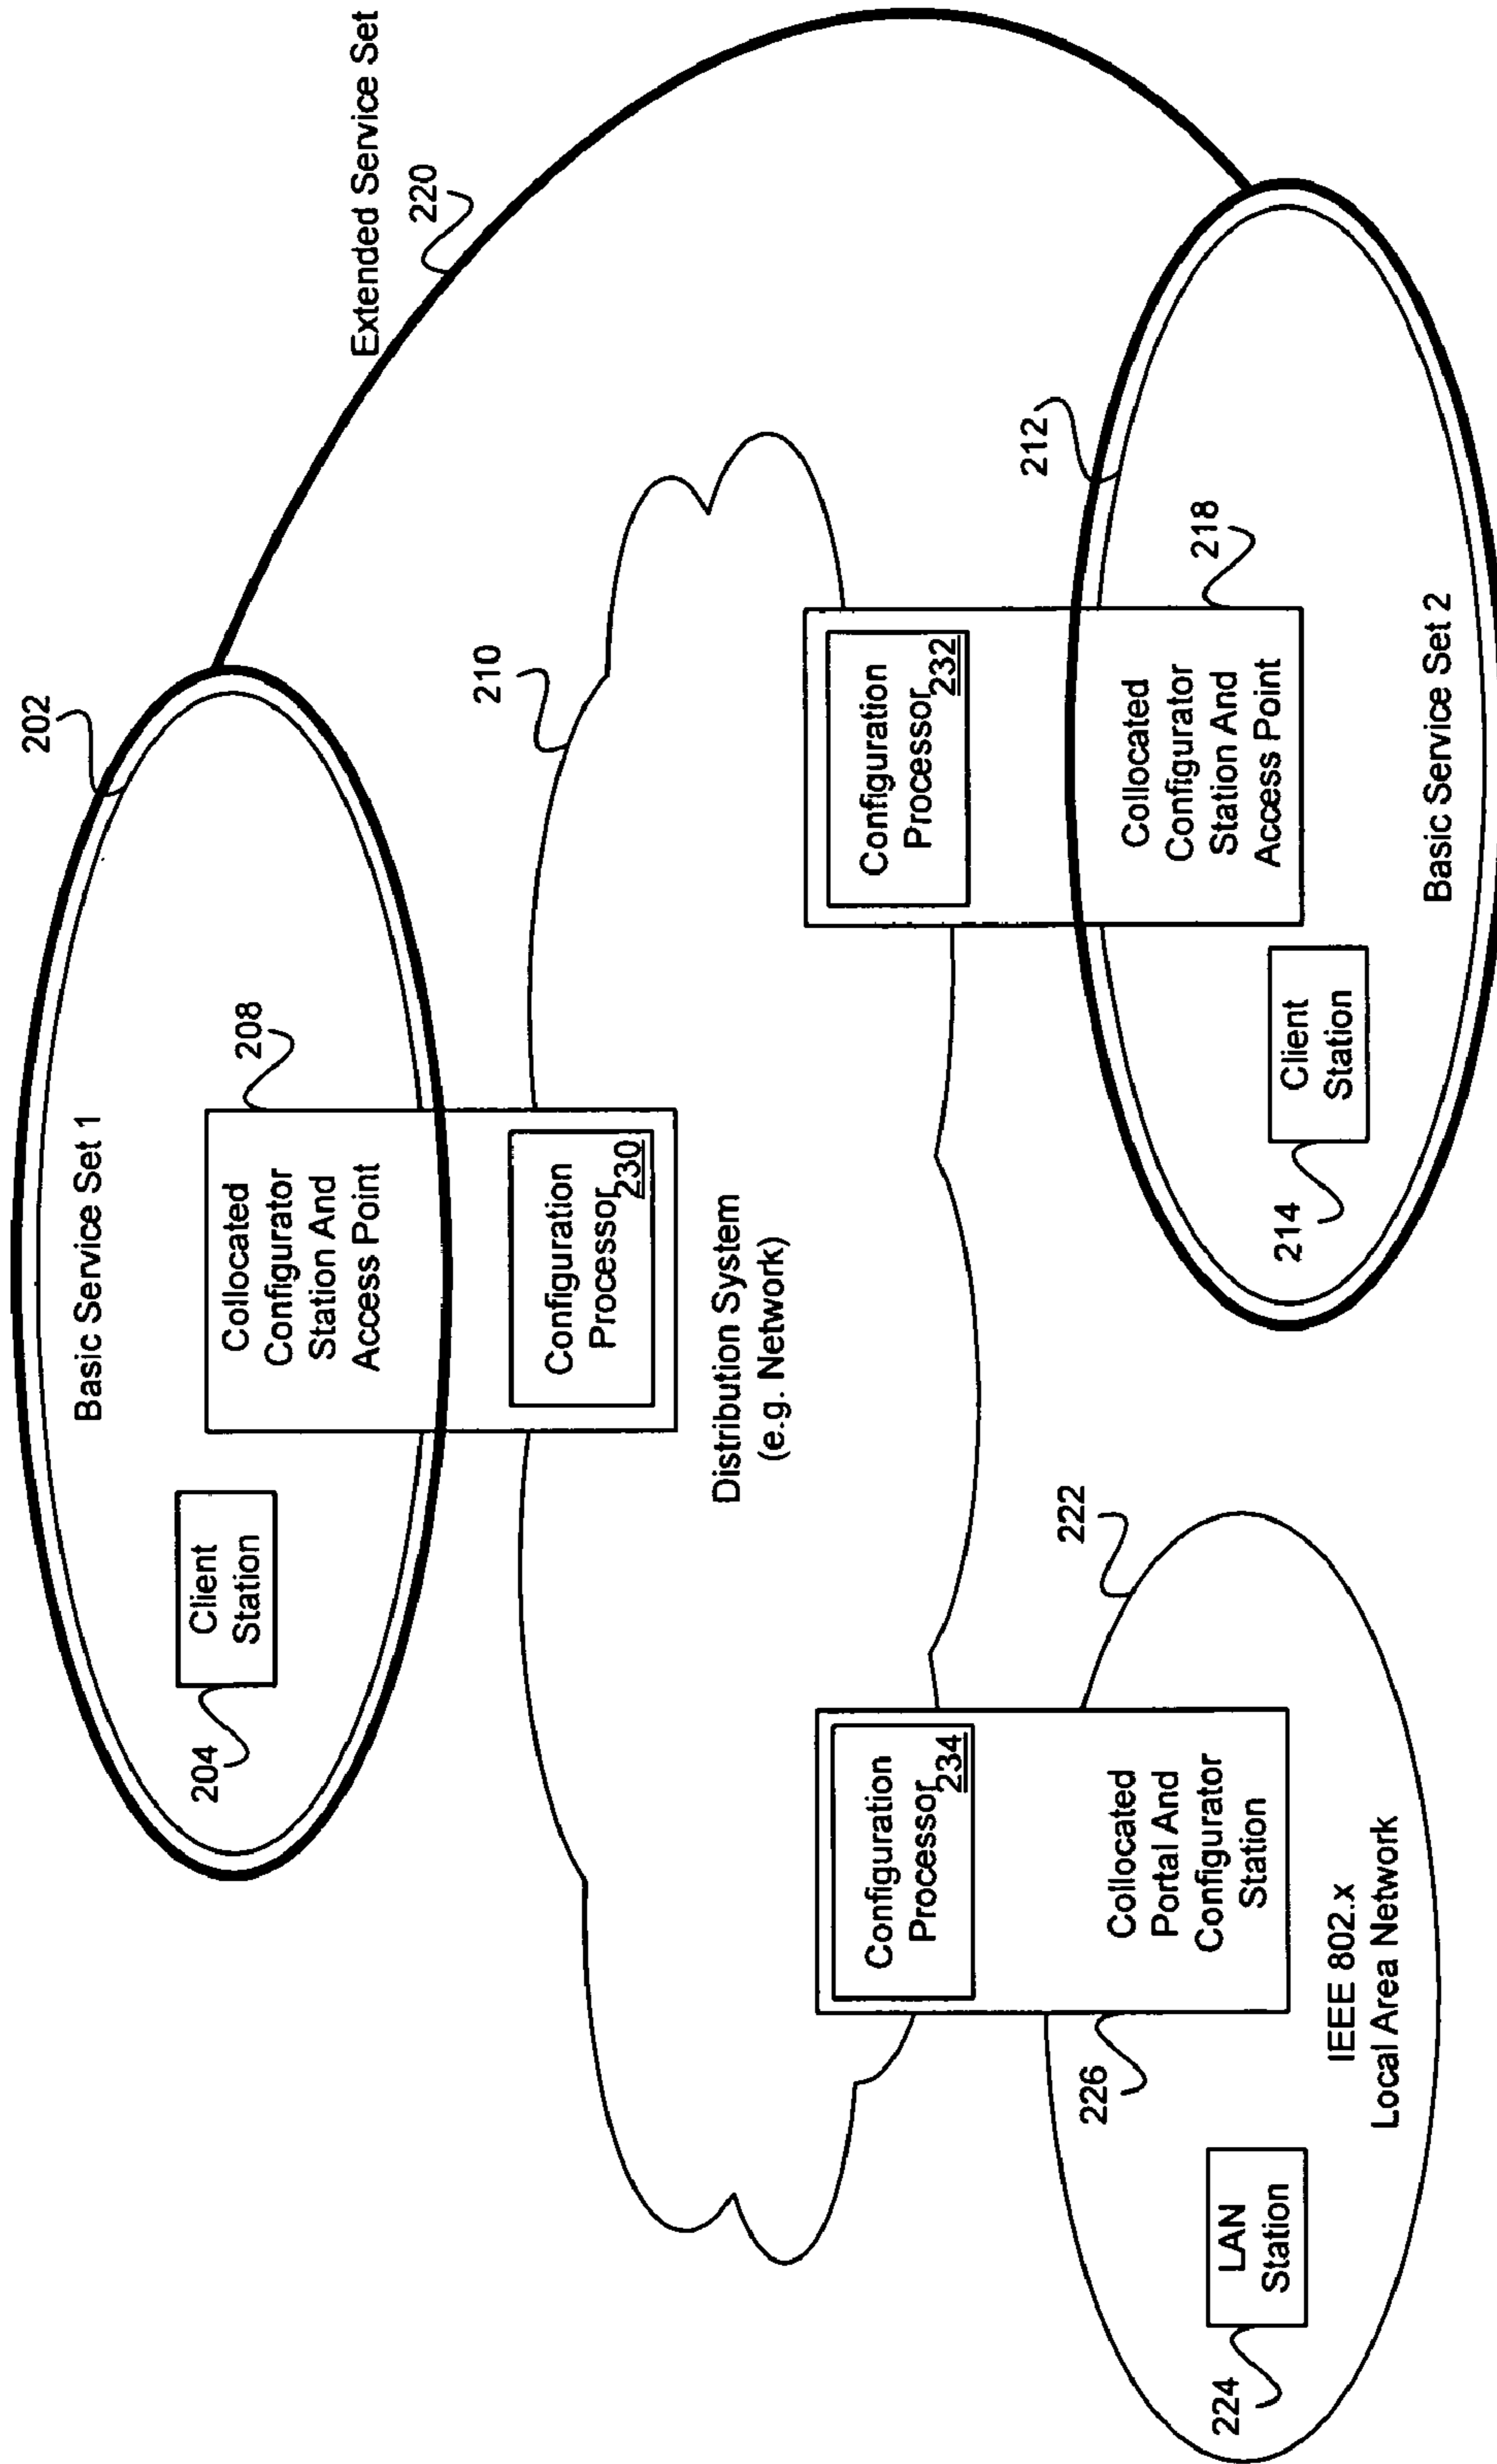 Extended Service Set
220
202
Basic Service Set 1
204
Client
Station
208
Collocated
Configurator
Station And
Access Point
Configuration
Processor
230
210
Distribution System
(e.g. Network)
222
Configuration
Processor
234
Collocated
Portal And
Configurator
Station
226
IEEE 802.x
Local Area Network
LAN
Station
224
212
Configuration
Processor
232
Collocated
Configurator
Station And
Access Point
218
Client
Station
214
Basic Service Set 2